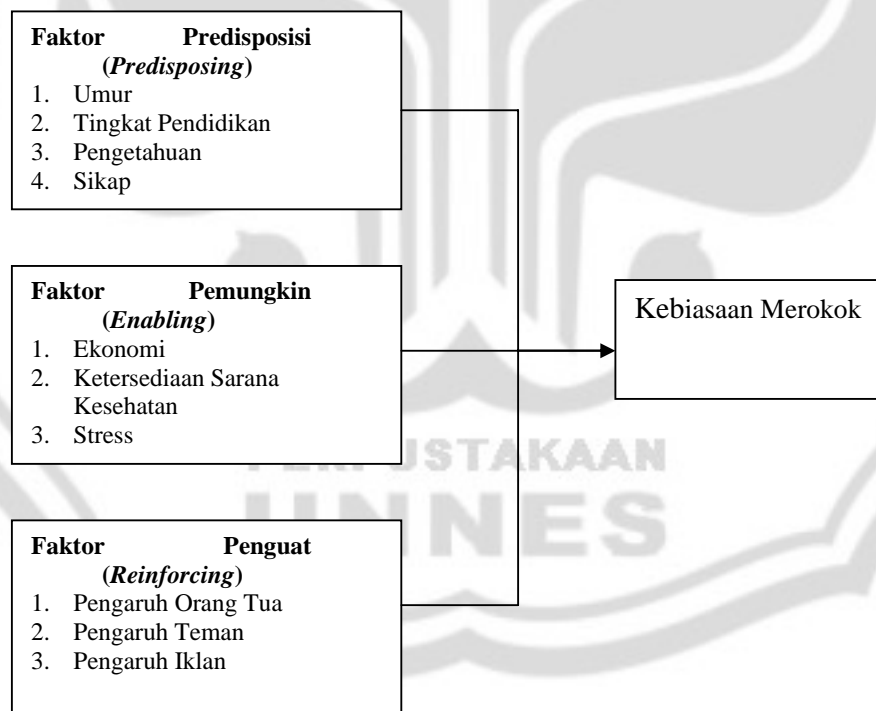 Faktor Predisposisi
(Predisposing)
1. Umur
2. Tingkat Pendidikan
3. Pengetahuan
4. Sikap
Faktor Pemungkin
(Enabling)
1. Ekonomi
2. Ketersediaan Sarana
Kesehatan
3. Stress
Kebiasaan Merokok
PERPUSTAKAAN
UNNES
Faktor Penguat
(Reinforcing)
1. Pengaruh Orang Tua
2. Pengaruh Teman
3. Pengaruh Iklan